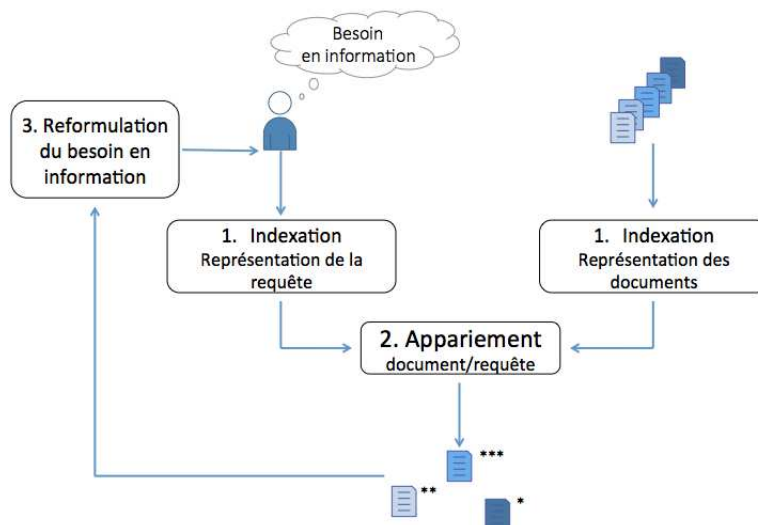 Besoin
en information
3. Reformulation
du besoin en
information
1. Indexation
Représentation de la
requête
1. Indexation
Représentation des
documents
2. Appariement
document/requête
***
**
*